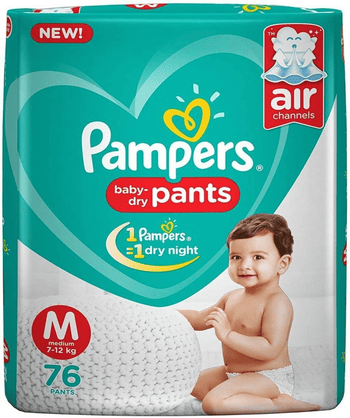 NEW!
air
channels
Pampers®
baby-
dry
pants
1 Pampers®
=1 dry night
M
medium
7-12 kg
76
PANTS